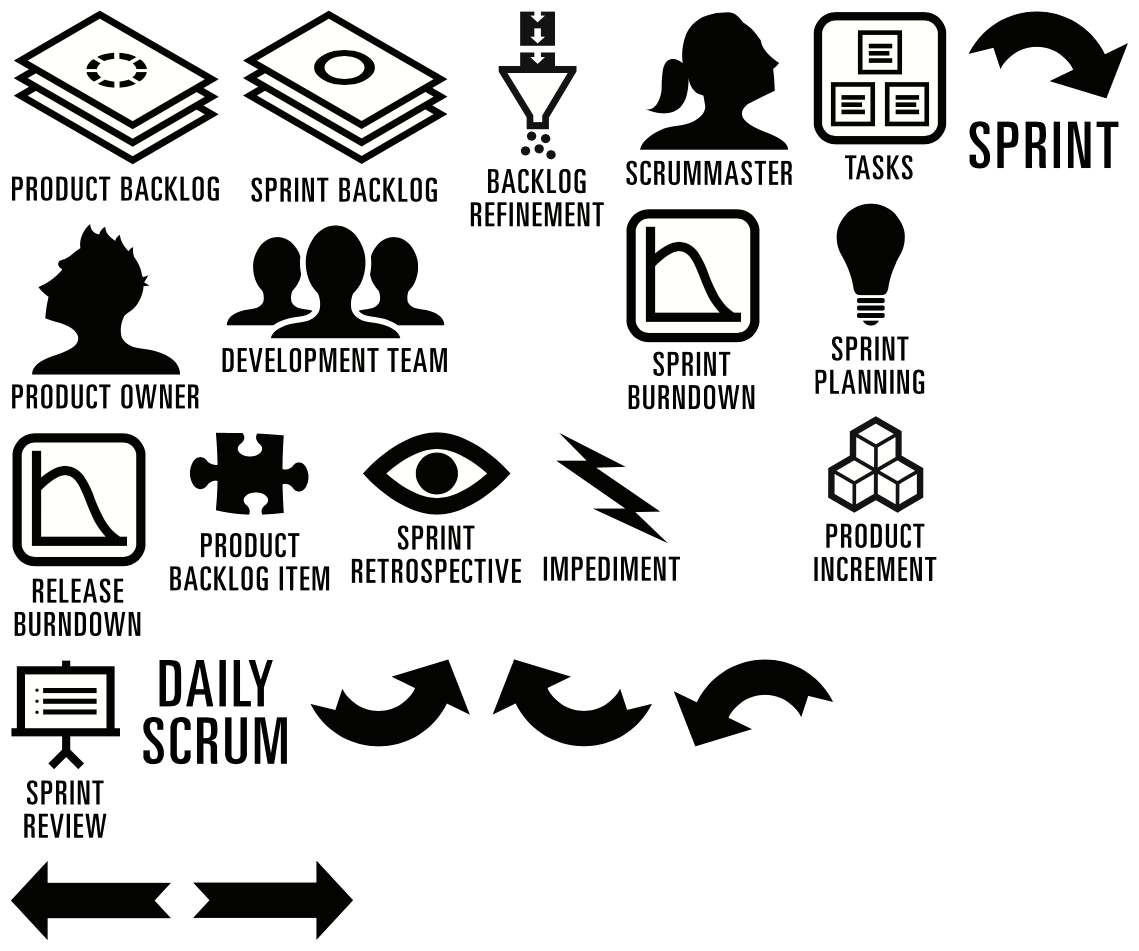 PRODUCT BACKLOG
SPRINT BACKLOG
BACKLOG
REFINEMENT
SCRUMMASTER
TASKS
SPRINT
PRODUCT OWNER
DEVELOPMENT TEAM
SPRINT
BURNDOWN
SPRINT
PLANNING
RELEASE
BURNDOWN
PRODUCT
BACKLOG ITEM
SPRINT
RETROSPECTIVE
IMPEDIMENT
PRODUCT
INCREMENT
SPRINT
REVIEW
DAILY
SCRUM